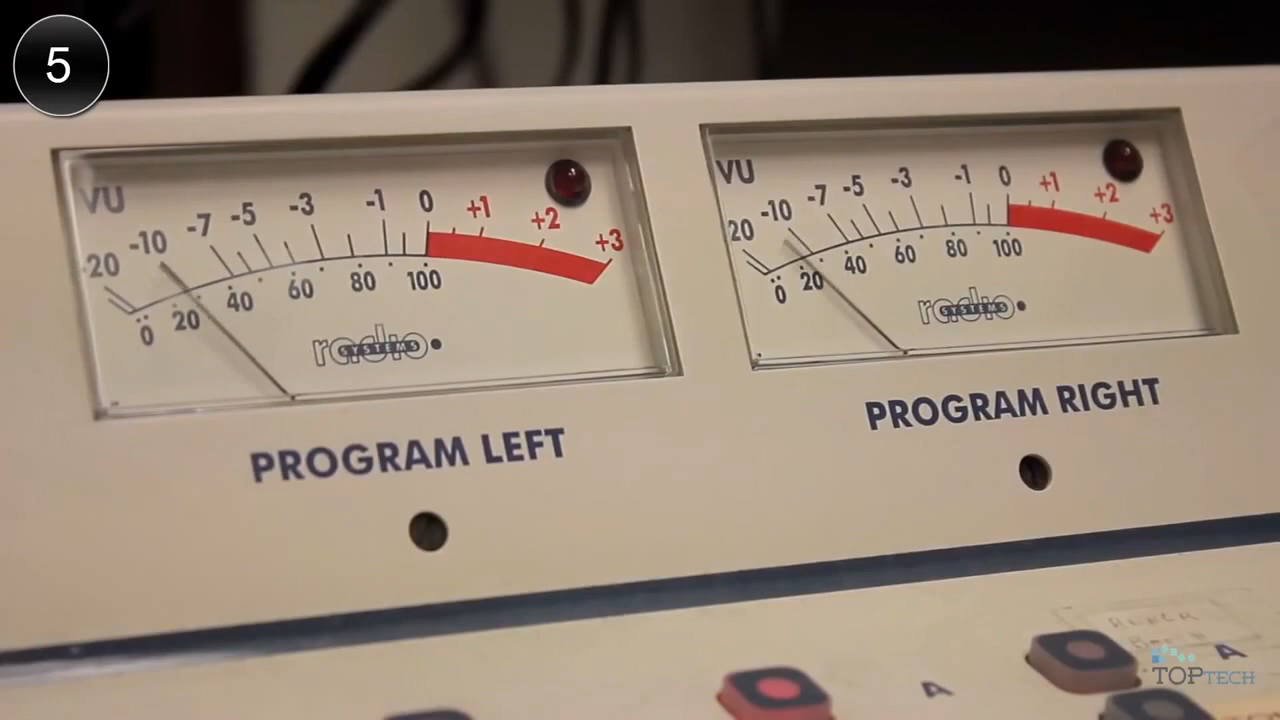 5
VU
-20 -10 -7 -5 -3 -1 0 +1 +2 +3
0 20 40 60 80 100
radio
SYSTEMS
PROGRAM LEFT
VU
20 -10 -7 -5 -3 -1 0 +1 +2 +3
0 20 40 60 80 100
radio
SYSTEMS
PROGRAM RIGHT
A
A
TOPTECH